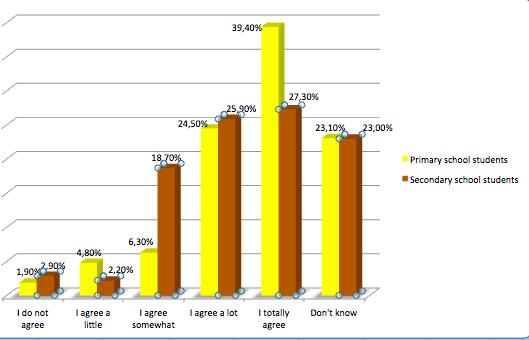 39,40%
27,30%
24,50%
25,90%
23,10%
23,00%
18,70%
6,30%
4,80%
2,20%
1,90%
2,90%
Primary school students
Secondary school students
I do not agree
I agree a little
I agree somewhat
I agree a lot
I totally agree
Don't know